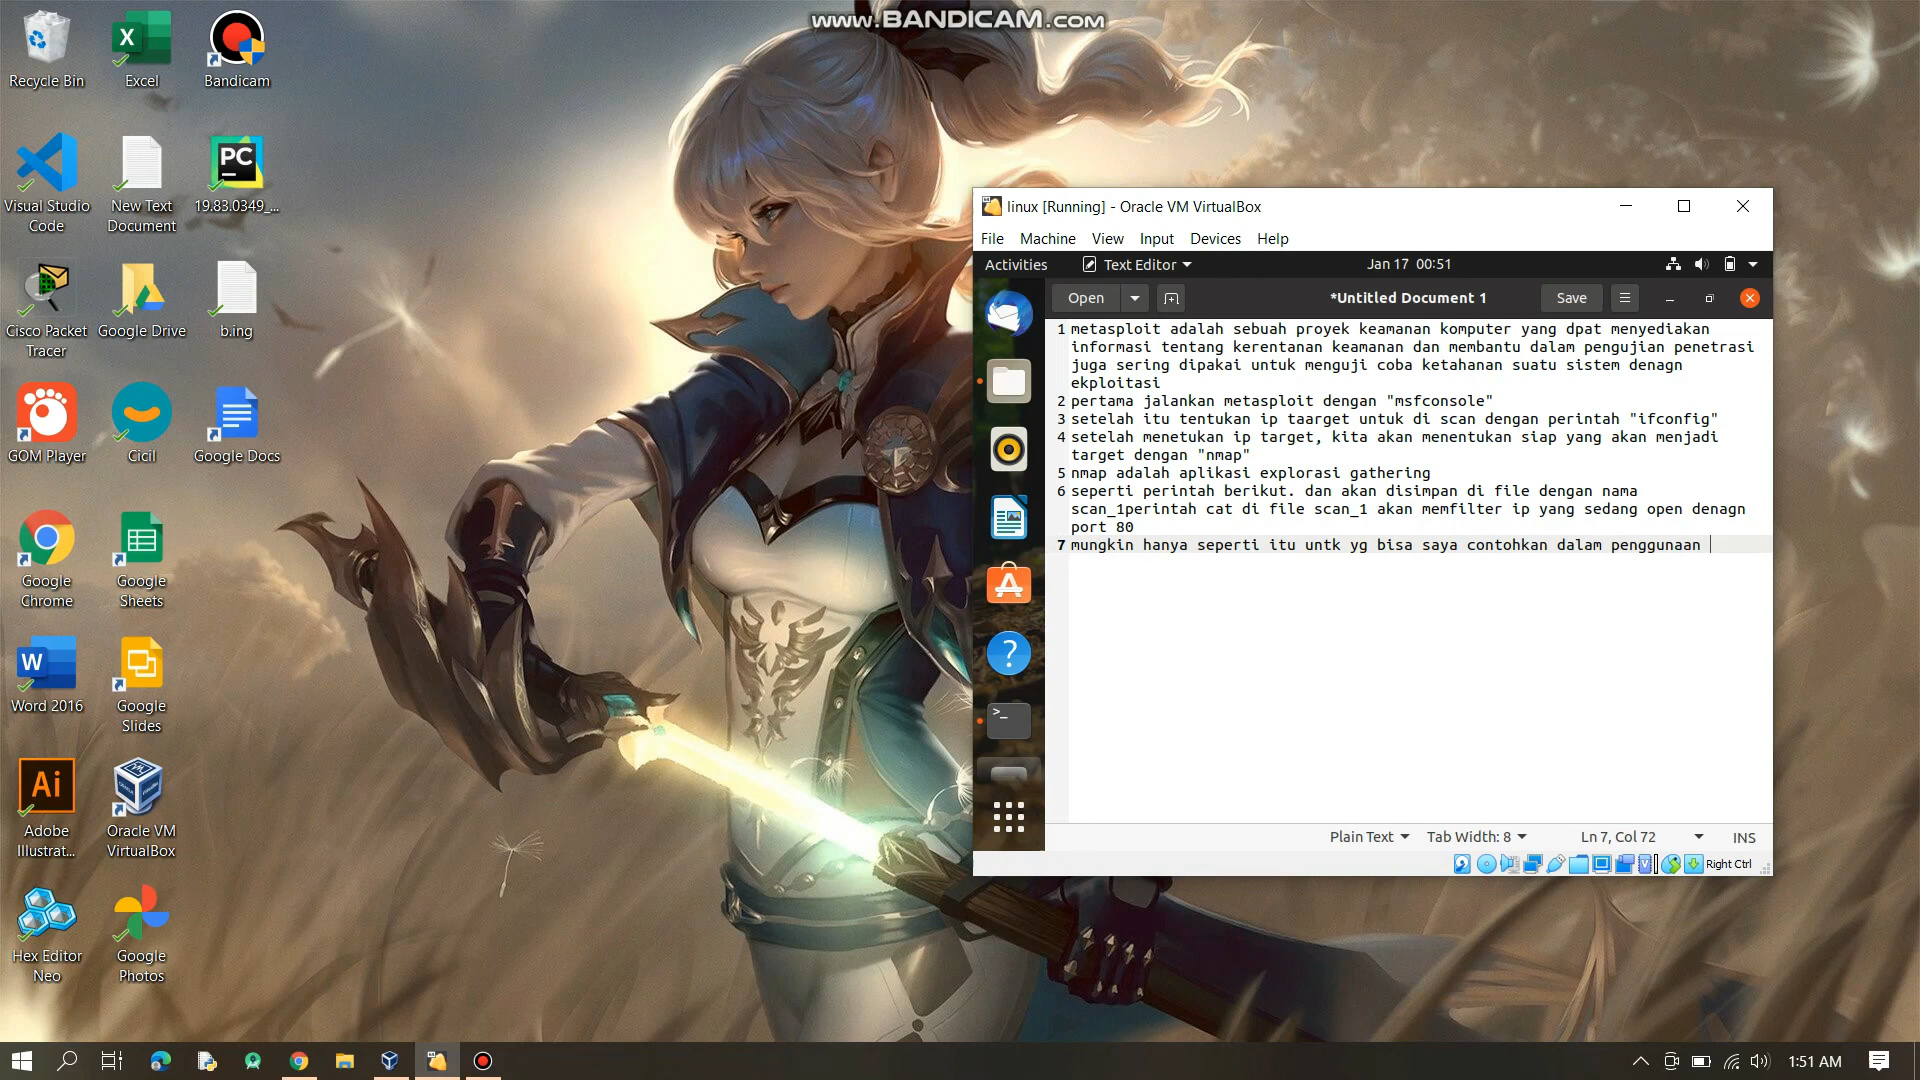 www.BANDICAM.com
Recycle Bin
Excel
Bandicam
Visual Studio
Code
New Text
Document
PC
19.83.0349_...
Cisco Packet
Tracer
Google Drive
b.ing
GOM Player
Cicil
Google Docs
Google
Chrome
Google
Sheets
Word 2016
Google
Slides
Ai
Adobe
Illustrat...
Oracle VM
VirtualBox
Hex Editor
Neo
Google
Photos
linux [Running] - Oracle VM VirtualBox
File Machine View Input Devices Help
Activities Text Editor Jan 17 00:51
Open *Untitled Document 1 Save
1 metasploit adalah sebuah proyek keamanan komputer yang dpat menyediakan
informasi tentang kerentanan keamanan dan membantu dalam pengujian penetrasi
juga sering dipakai untuk menguji coba ketahanan suatu sistem denagn
ekploitasi
2 pertama jalankan metasploit dengan "msfconsole"
3 setelah itu tentukan ip taarget untuk di scan dengan perintah "ifconfig"
4 setelah menetukan ip target, kita akan menentukan siap yang akan menjadi
target dengan "nmap"
5 nmap adalah aplikasi explorasi gathering
6 seperti perintah berikut. dan akan disimpan di file dengan nama
scan_1perintah cat di file scan_1 akan memfilter ip yang sedang open denagn
port 80
7 mungkin hanya seperti itu untk yg bisa saya contohkan dalam penggunaan
Plain Text Tab Width: 8 Ln 7, Col 72 INS
Right Ctrl
1:51 AM